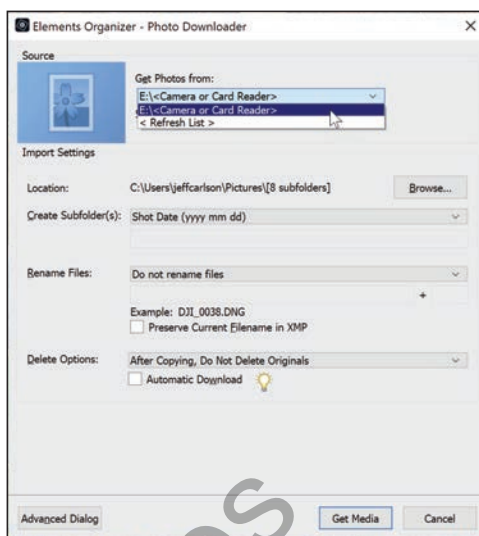 Elements Organizer - Photo Downloader
Source
Get Photos from:
E:\<Camera or Card Reader>
E:\<Camera or Card Reader>
< Refresh List >
Import Settings
Location: C:\Users\jeffcarlson\Pictures\[8 subfolders] Browse...
Create Subfolder(s): Shot Date (yyyy mm dd)
Rename Files: Do not rename files
+
Example: DJI_0038.DNG
Preserve Current Filename in XMP
Delete Options: After Copying, Do Not Delete Originals
Automatic Download
Advanced Dialog Get Media Cancel